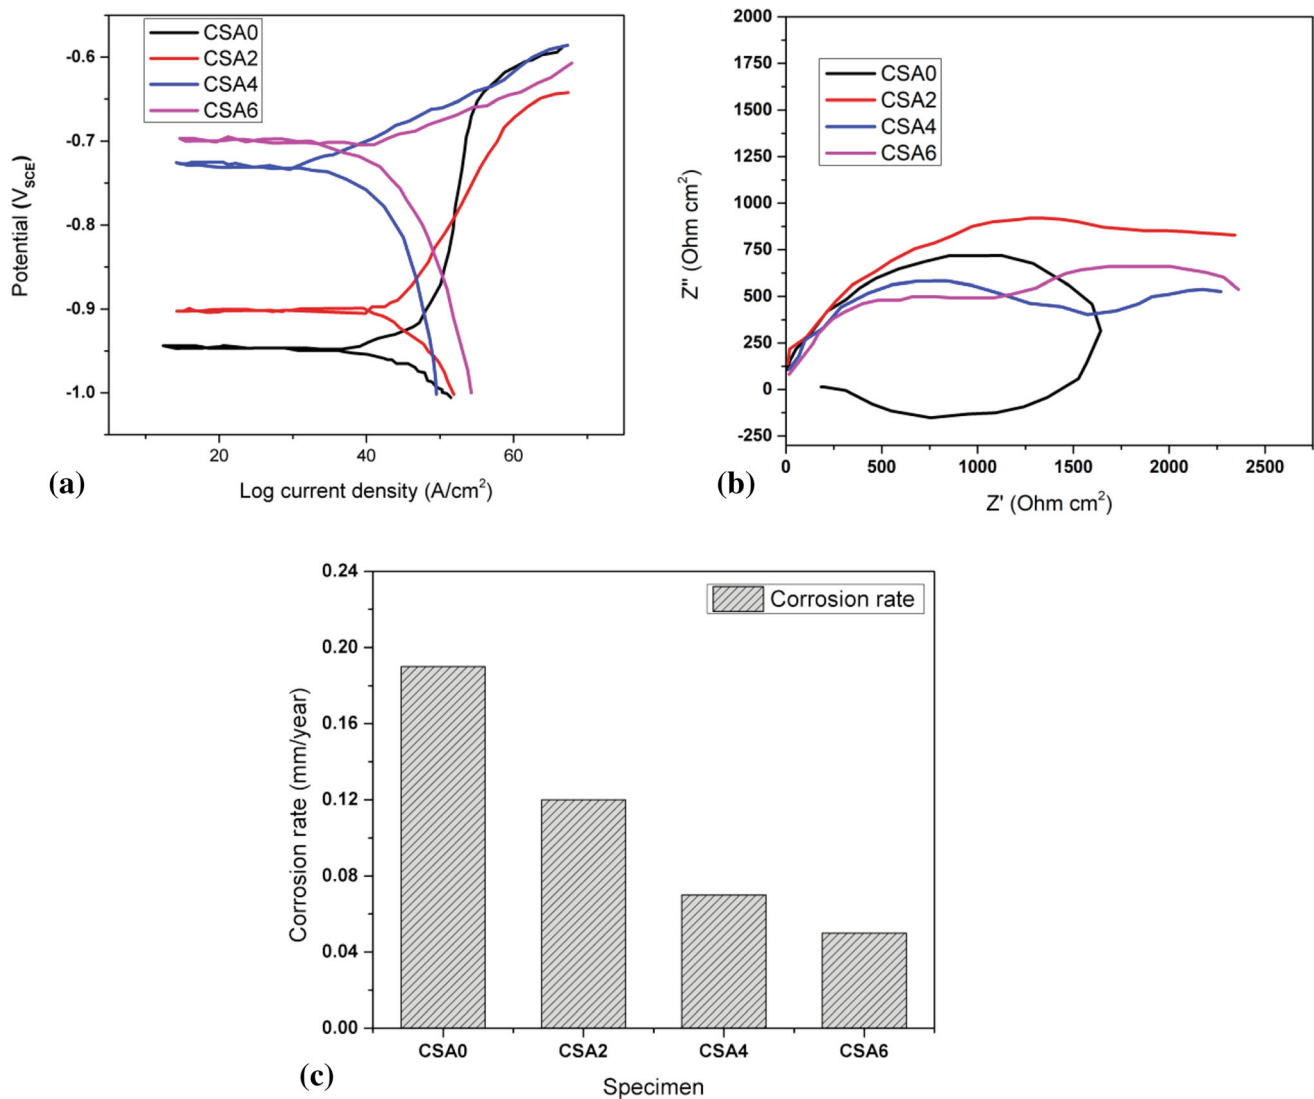 CSA0
CSA2
CSA4
CSA6
-0.6
-0.7
-0.8
-0.9
-1.0
Potential (V_SCE)
20 40 60
Log current density (A/cm²)
(a)
CSA0
CSA2
CSA4
CSA6
2000
1750
1500
1250
1000
750
500
250
0
-250
Z" (Ohm cm²)
0 500 1000 1500 2000 2500
Z' (Ohm cm²)
(b)
Corrosion rate
0.24
0.20
0.16
0.12
0.08
0.04
0.00
Corrosion rate (mm/year)
CSA0 CSA2 CSA4 CSA6
Specimen
(c)